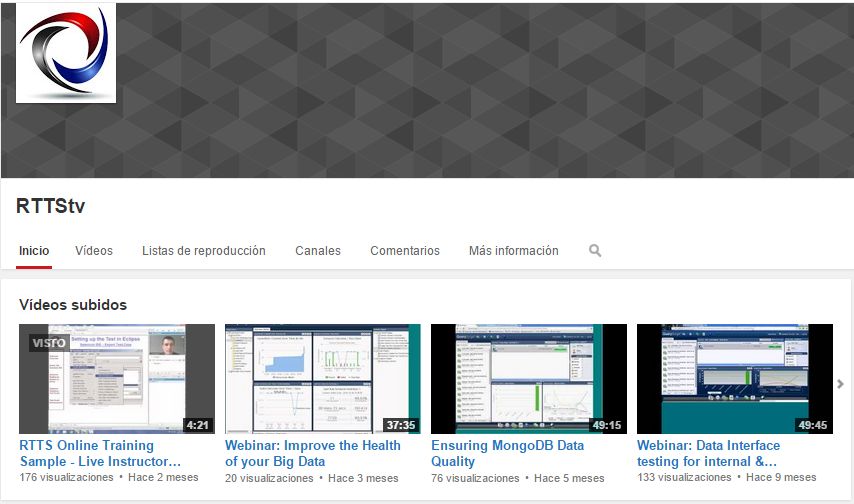 RTTStv
Inicio Vídeos Listas de reproducción Canales Comentarios Más información
Vídeos subidos
VISTO
Setting up the Test in Eclipse
4:21
37:35
49:15
49:45
RTTS Online Training
Sample - Live Instructor...
176 visualizaciones • Hace 2 meses
Webinar: Improve the Health
of your Big Data
20 visualizaciones • Hace 3 meses
Ensuring MongoDB Data
Quality
76 visualizaciones • Hace 5 meses
Webinar: Data Interface
testing for internal &...
133 visualizaciones • Hace 9 meses